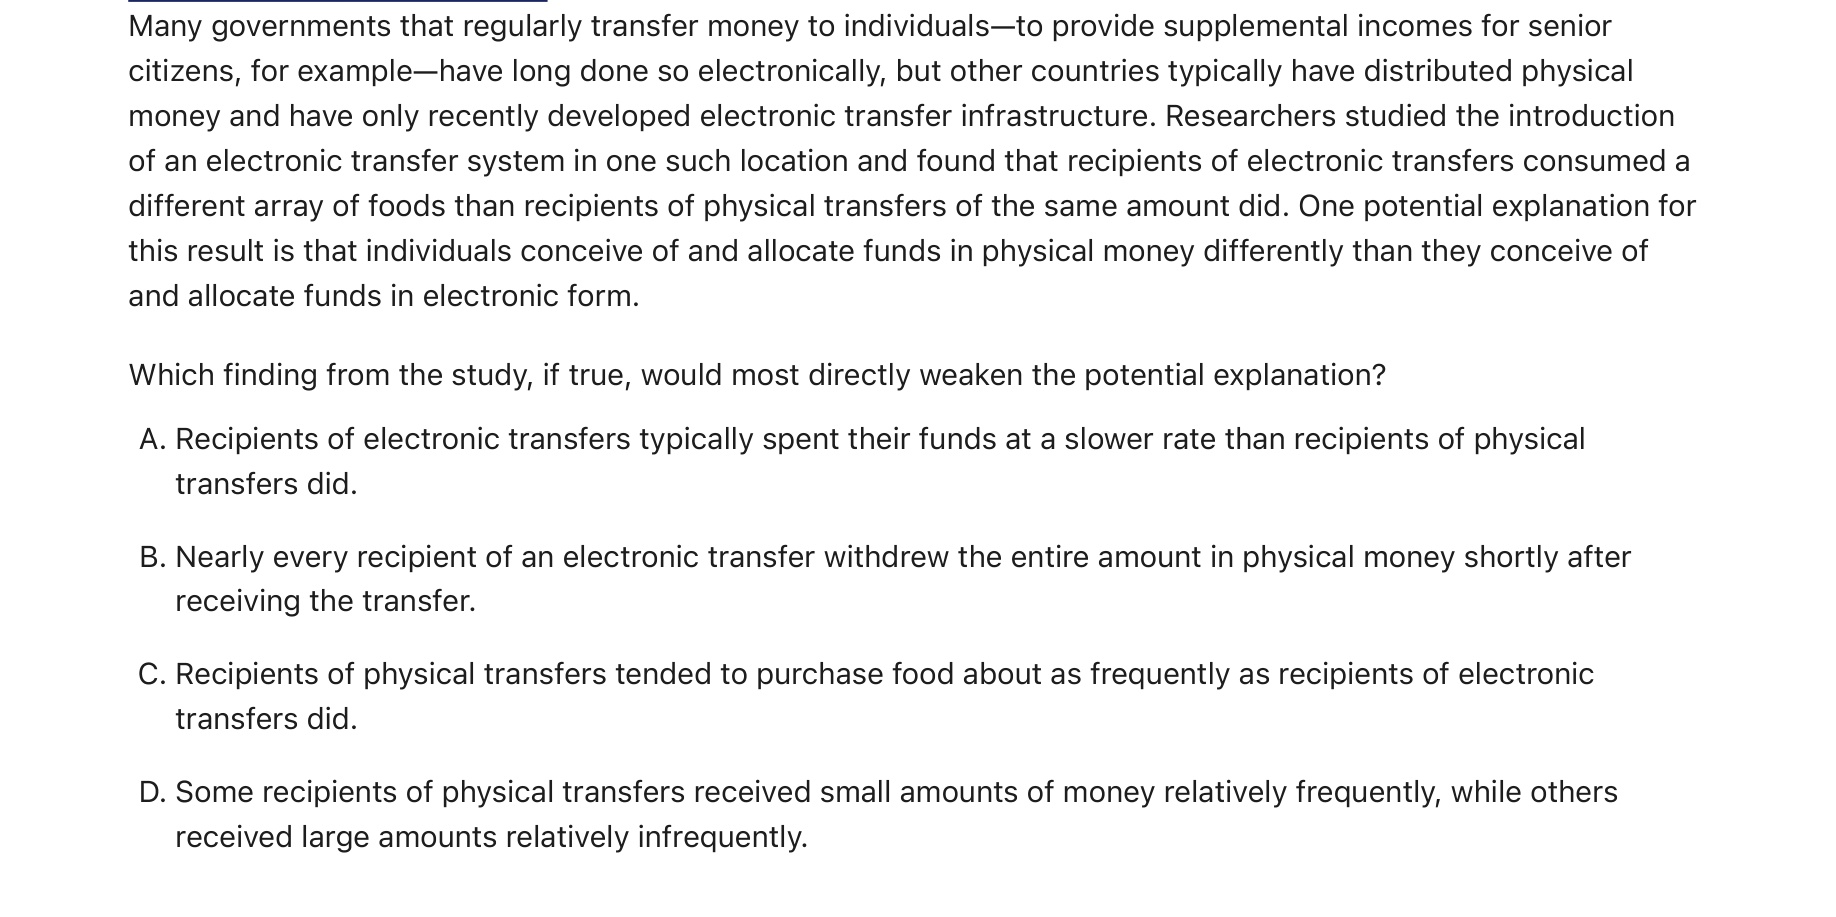 Many governments that regularly transfer money to individuals—to provide supplemental incomes for senior
citizens, for example—have long done so electronically, but other countries typically have distributed physical
money and have only recently developed electronic transfer infrastructure. Researchers studied the introduction
of an electronic transfer system in one such location and found that recipients of electronic transfers consumed a
different array of foods than recipients of physical transfers of the same amount did. One potential explanation for
this result is that individuals conceive of and allocate funds in physical money differently than they conceive of
and allocate funds in electronic form.
Which finding from the study, if true, would most directly weaken the potential explanation?
A. Recipients of electronic transfers typically spent their funds at a slower rate than recipients of physical
transfers did.
B. Nearly every recipient of an electronic transfer withdrew the entire amount in physical money shortly after
receiving the transfer.
C. Recipients of physical transfers tended to purchase food about as frequently as recipients of electronic
transfers did.
D. Some recipients of physical transfers received small amounts of money relatively frequently, while others
received large amounts relatively infrequently.